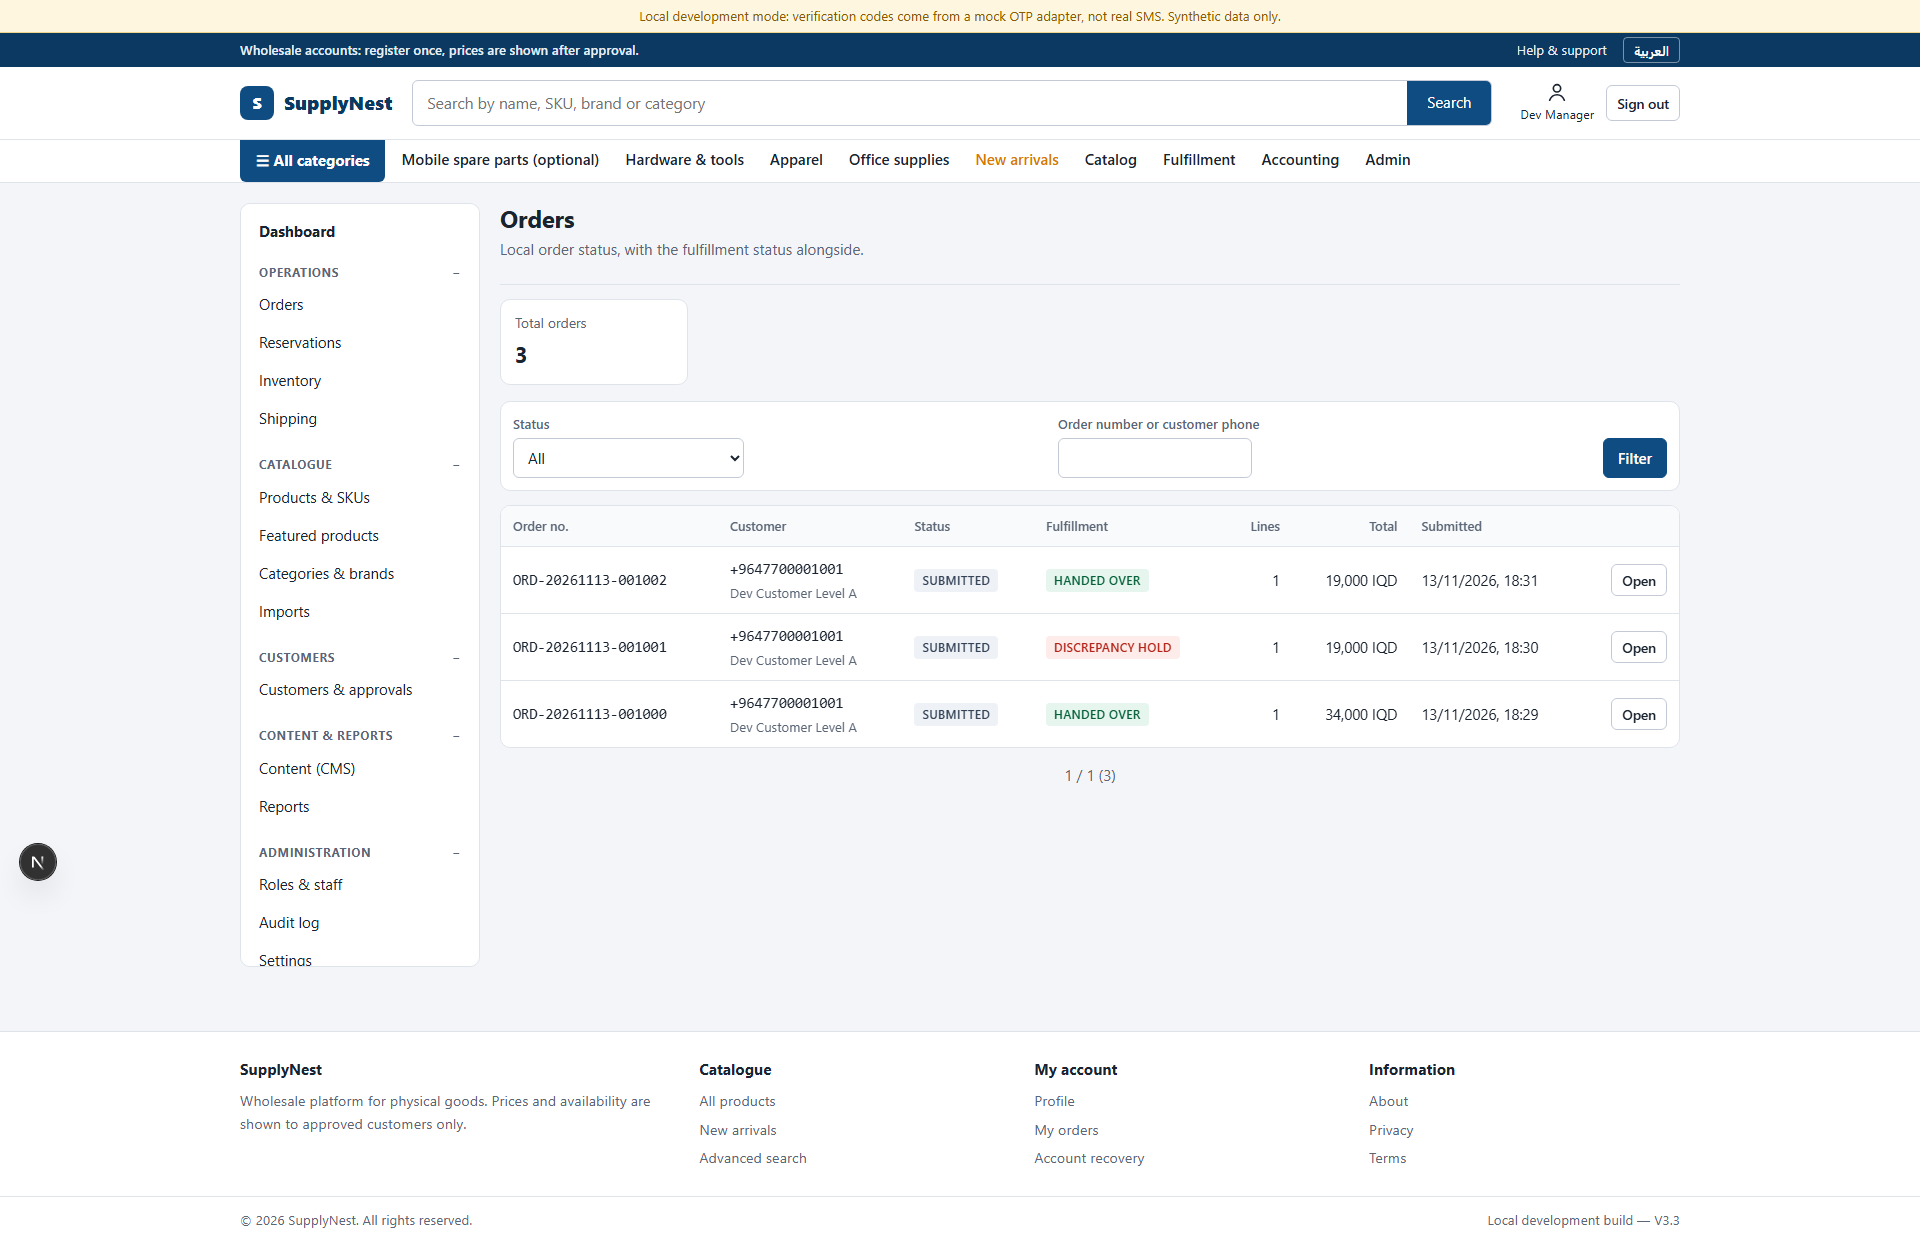 Local development mode: verification codes come from a mock OTP adapter, not real SMS. Synthetic data only.
Wholesale accounts: register once, prices are shown after approval.
Help & support
العربية
S
SupplyNest
Search by name, SKU, brand or category
Search
Dev Manager
Sign out
☰ All categories
Mobile spare parts (optional)
Hardware & tools
Apparel
Office supplies
New arrivals
Catalog
Fulfillment
Accounting
Admin
Dashboard
OPERATIONS –
Orders
Reservations
Inventory
Shipping
CATALOGUE –
Products & SKUs
Featured products
Categories & brands
Imports
CUSTOMERS –
Customers & approvals
CONTENT & REPORTS –
Content (CMS)
Reports
ADMINISTRATION –
Roles & staff
Audit log
Settings
N
Orders
Local order status, with the fulfillment status alongside.
Total orders
3
Status
All
Order number or customer phone
Filter
Order no. Customer Status Fulfillment Lines Total Submitted
ORD-20261113-001002 +9647700001001 Dev Customer Level A SUBMITTED HANDED OVER 1 19,000 IQD 13/11/2026, 18:31 Open
ORD-20261113-001001 +9647700001001 Dev Customer Level A SUBMITTED DISCREPANCY HOLD 1 19,000 IQD 13/11/2026, 18:30 Open
ORD-20261113-001000 +9647700001001 Dev Customer Level A SUBMITTED HANDED OVER 1 34,000 IQD 13/11/2026, 18:29 Open
1 / 1 (3)
SupplyNest
Wholesale platform for physical goods. Prices and availability are
shown to approved customers only.
Catalogue
All products
New arrivals
Advanced search
My account
Profile
My orders
Account recovery
Information
About
Privacy
Terms
© 2026 SupplyNest. All rights reserved.
Local development build — V3.3